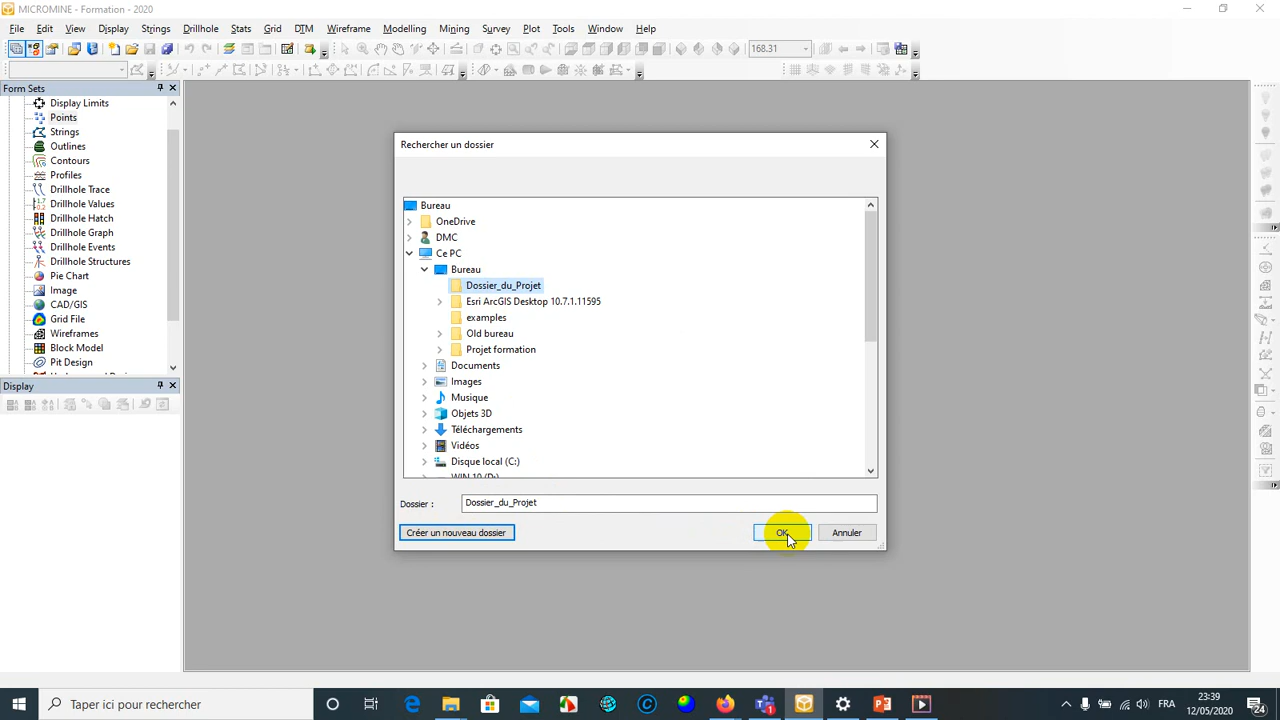 MICROMINE - Formation - 2020
File Edit View Display Strings Drillhole Stats Grid DTM Wireframe Modelling Mining Survey Plot Tools Window Help
168.31
Form Sets
Display Limits
Points
Strings
Outlines
Contours
Profiles
Drillhole Trace
Drillhole Values
Drillhole Hatch
Drillhole Graph
Drillhole Events
Drillhole Structures
Pie Chart
Image
CAD/GIS
Grid File
Wireframes
Block Model
Pit Design
Display
Rechercher un dossier
Bureau
OneDrive
DMC
Ce PC
Bureau
Dossier_du_Projet
Esri ArcGIS Desktop 10.7.1.11595
examples
Old bureau
Projet formation
Documents
Images
Musique
Objets 3D
Téléchargements
Vidéos
Disque local (C:)
WIN 10 (D:)
Dossier : Dossier_du_Projet
Créer un nouveau dossier OK Annuler
Taper ici pour rechercher
FRA
23:39
12/05/2020
24